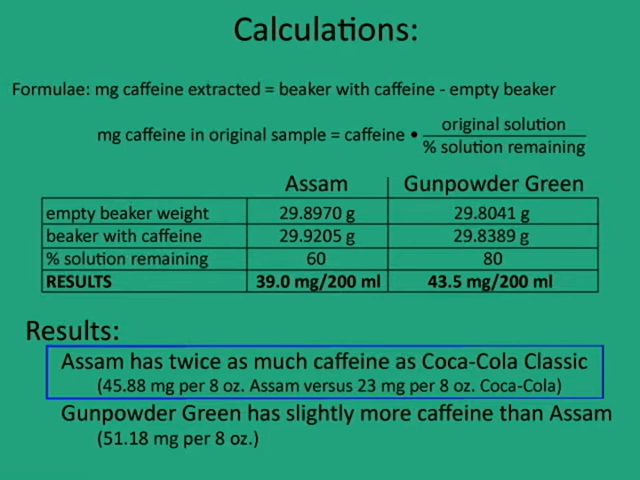 Calculations:
Formulae: mg caffeine extracted = beaker with caffeine - empty beaker
mg caffeine in original sample = caffeine • original solution / % solution remaining
Assam | Gunpowder Green
empty beaker weight 29.8970 g 29.8041 g
beaker with caffeine 29.9205 g 29.8389 g
% solution remaining 60 80
RESULTS 39.0 mg/200 ml 43.5 mg/200 ml
Results:
Assam has twice as much caffeine as Coca-Cola Classic
(45.88 mg per 8 oz. Assam versus 23 mg per 8 oz. Coca-Cola)
Gunpowder Green has slightly more caffeine than Assam
(51.18 mg per 8 oz.)